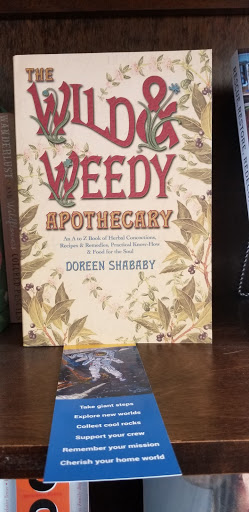 THE
WILD &
WEEDY
APOTHECARY
An A to Z Book of Herbal Concoctions,
Recipes & Remedies, Practical Know-How
& Food for the Soul
DOREEN SHABABY
Take giant steps
Explore new worlds
Collect cool rocks
Support your crew
Remember your mission
Cherish your home world
WANDERLUST